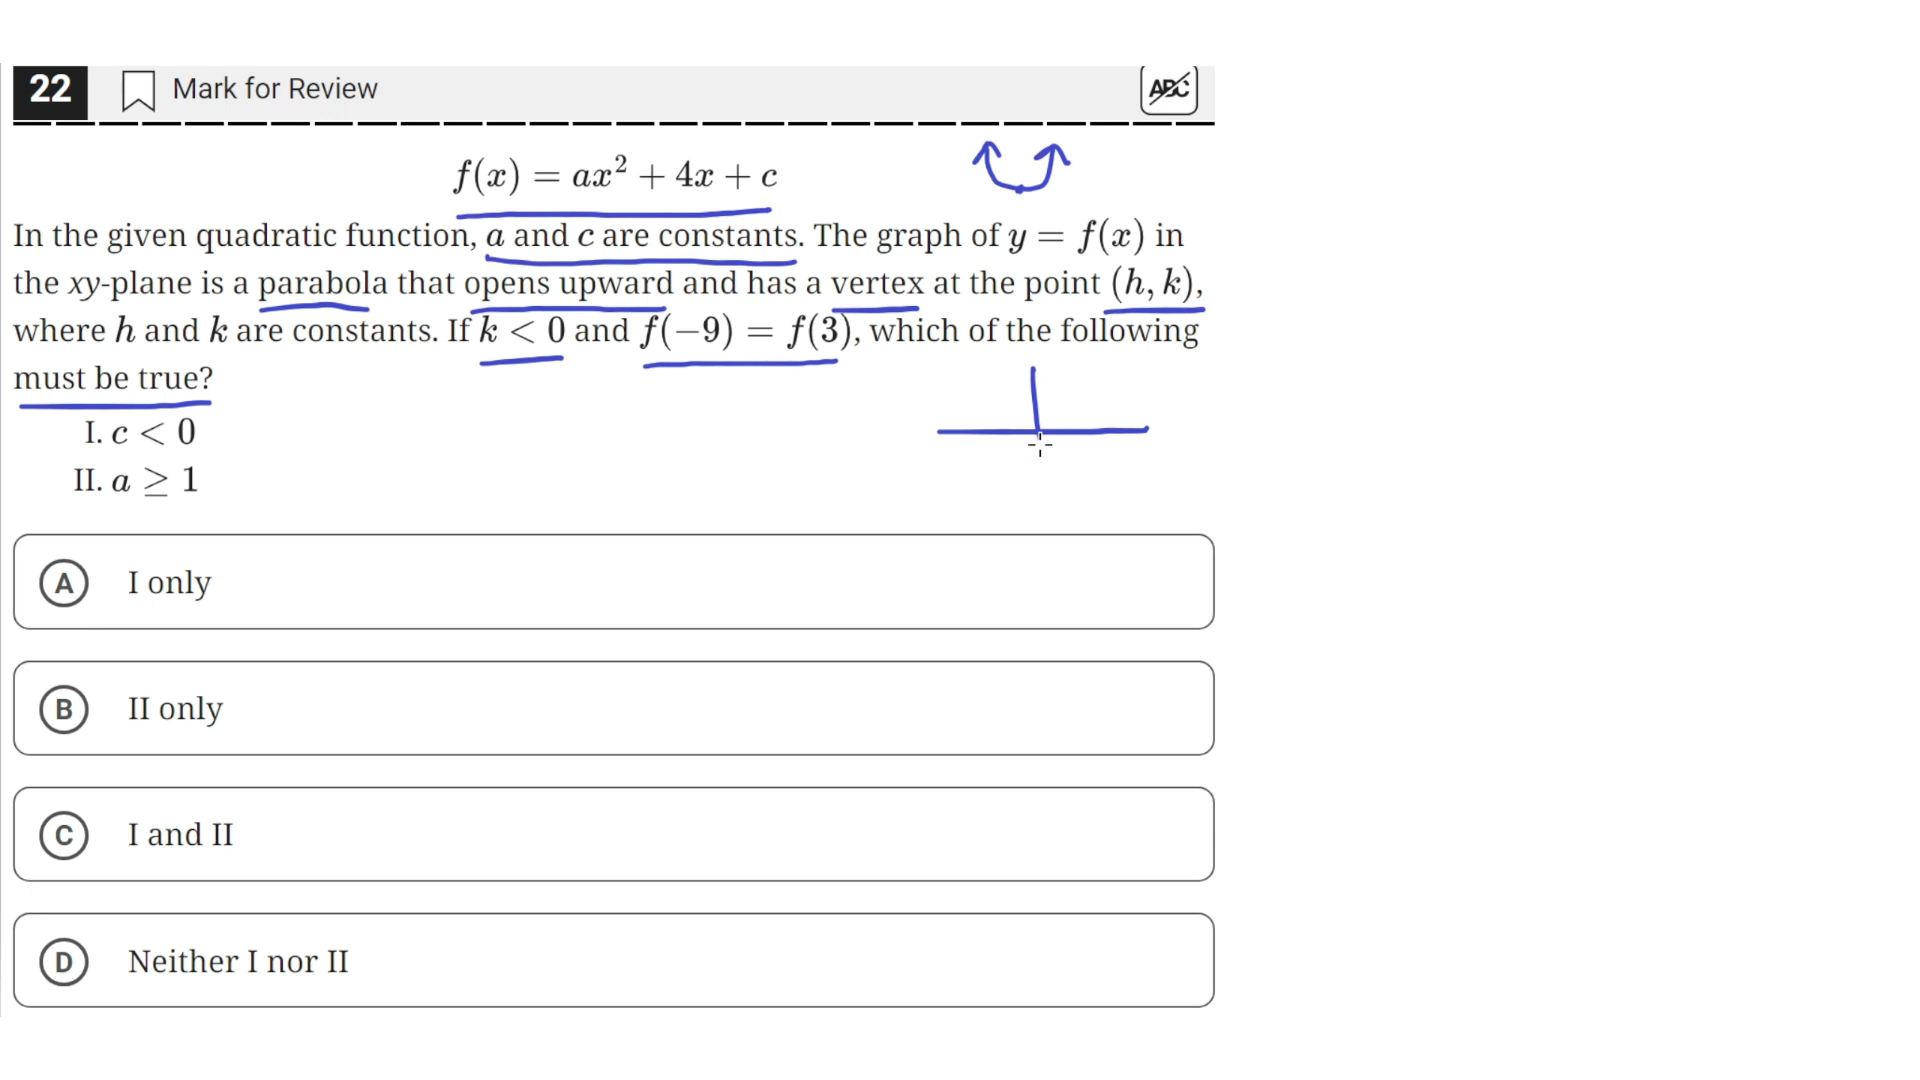 22 Mark for Review ABC
f(x) = ax² + 4x + c
In the given quadratic function, a and c are constants. The graph of y = f(x) in
the xy-plane is a parabola that opens upward and has a vertex at the point (h, k),
where h and k are constants. If k < 0 and f(−9) = f(3), which of the following
must be true?
I. c < 0
II. a ≥ 1
A I only
B II only
C I and II
D Neither I nor II